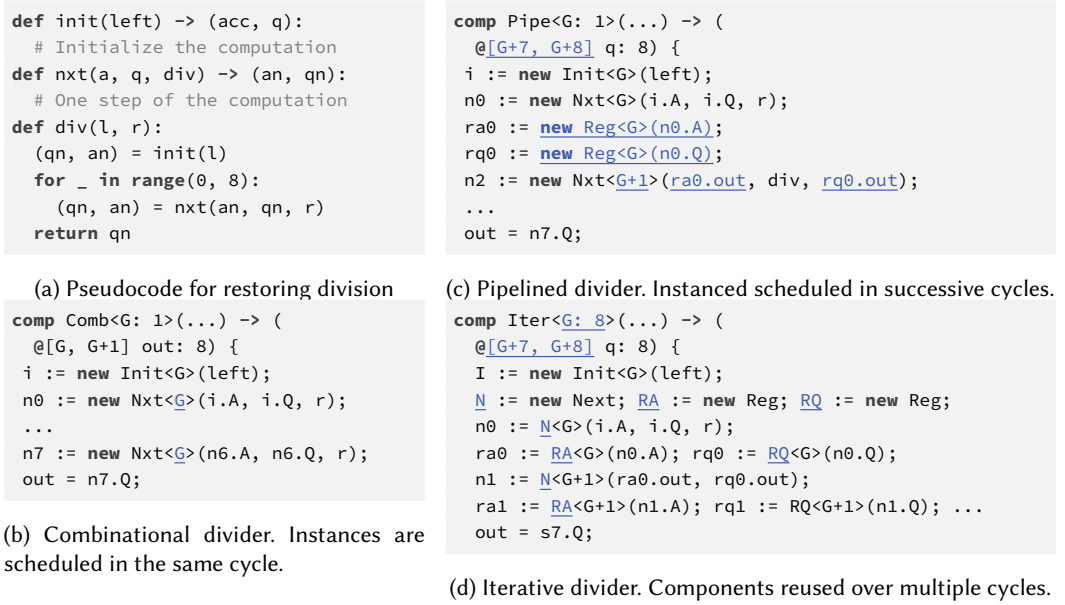 def init(left) -> (acc, q):
# Initialize the computation
def nxt(a, q, div) -> (an, qn):
# One step of the computation
def div(l, r):
(qn, an) = init(l)
for _ in range(0, 8):
(qn, an) = nxt(an, qn, r)
return qn
(a) Pseudocode for restoring division
comp Comb<G: 1>(...) -> (
@[G, G+1] out: 8) {
i := new Init<G>(left);
n0 := new Nxt<G>(i.A, i.Q, r);
...
n7 := new Nxt<G>(n6.A, n6.Q, r);
out = n7.Q;
(b) Combinational divider. Instances are
scheduled in the same cycle.
comp Pipe<G: 1>(...) -> (
@[G+7, G+8] q: 8) {
i := new Init<G>(left);
n0 := new Nxt<G>(i.A, i.Q, r);
ra0 := new Reg<G>(n0.A);
rq0 := new Reg<G>(n0.Q);
n2 := new Nxt<G+1>(ra0.out, div, rq0.out);
...
out = n7.Q;
(c) Pipelined divider. Instanced scheduled in successive cycles.
comp Iter<G: 8>(...) -> (
@[G+7, G+8] q: 8) {
I := new Init<G>(left);
N := new Next; RA := new Reg; RQ := new Reg;
n0 := N<G>(i.A, i.Q, r);
ra0 := RA<G>(n0.A); rq0 := RQ<G>(n0.Q);
n1 := N<G+1>(ra0.out, rq0.out);
ra1 := RA<G+1>(n1.A); rq1 := RQ<G+1>(n1.Q); ...
out = s7.Q;
(d) Iterative divider. Components reused over multiple cycles.